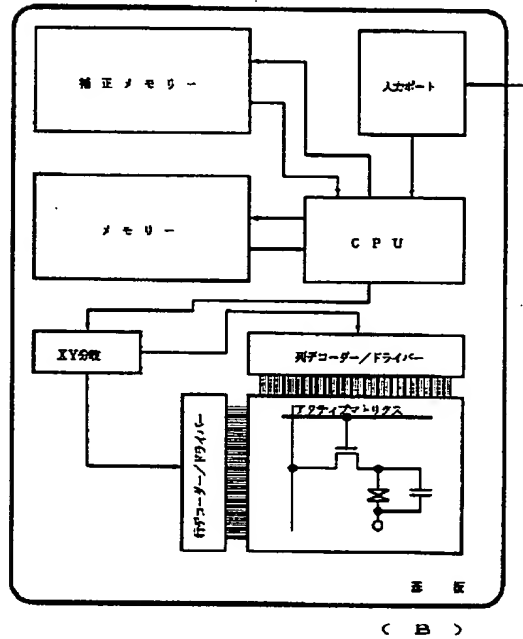 補正メモリー
入力ポート
メモリー
CPU
XY分岐
列デコーダー/ドライバー
アクティブマトリクス
行デコーダー/ドライバー
基板
(B)